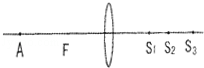 A F S₁ S₂ S₃